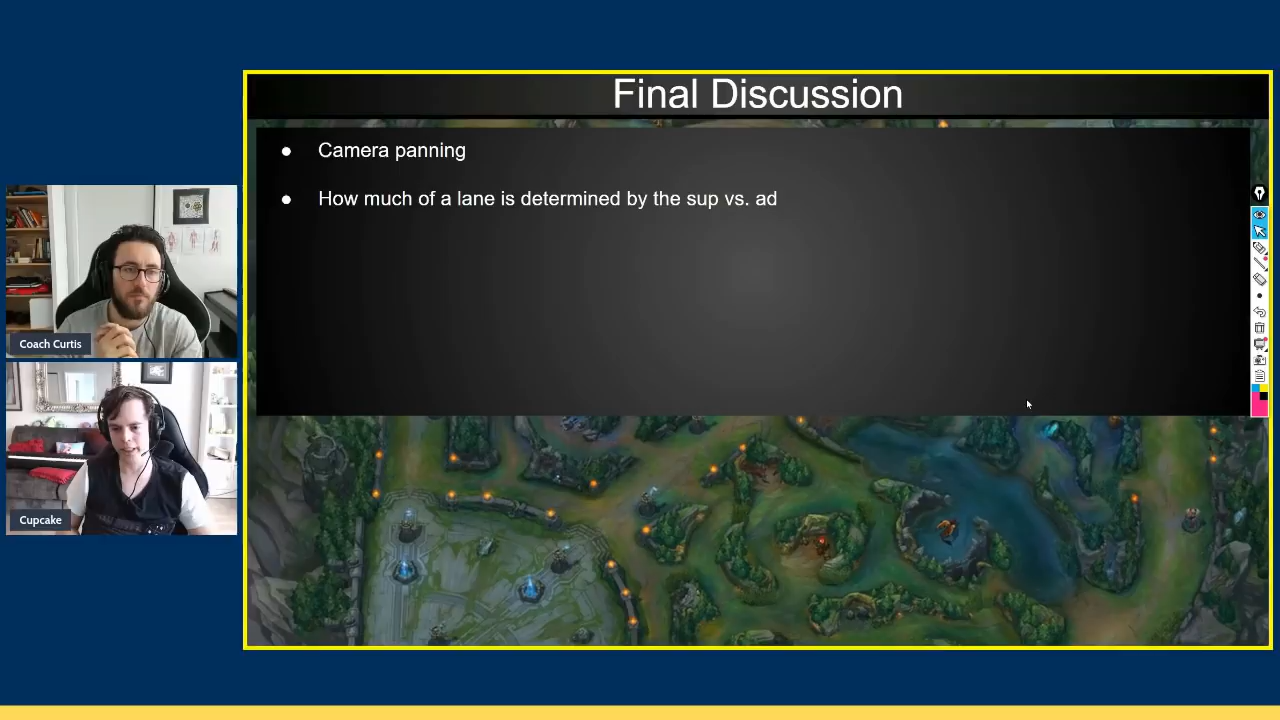 Final Discussion
● Camera panning
● How much of a lane is determined by the sup vs. ad
Coach Curtis
Cupcake